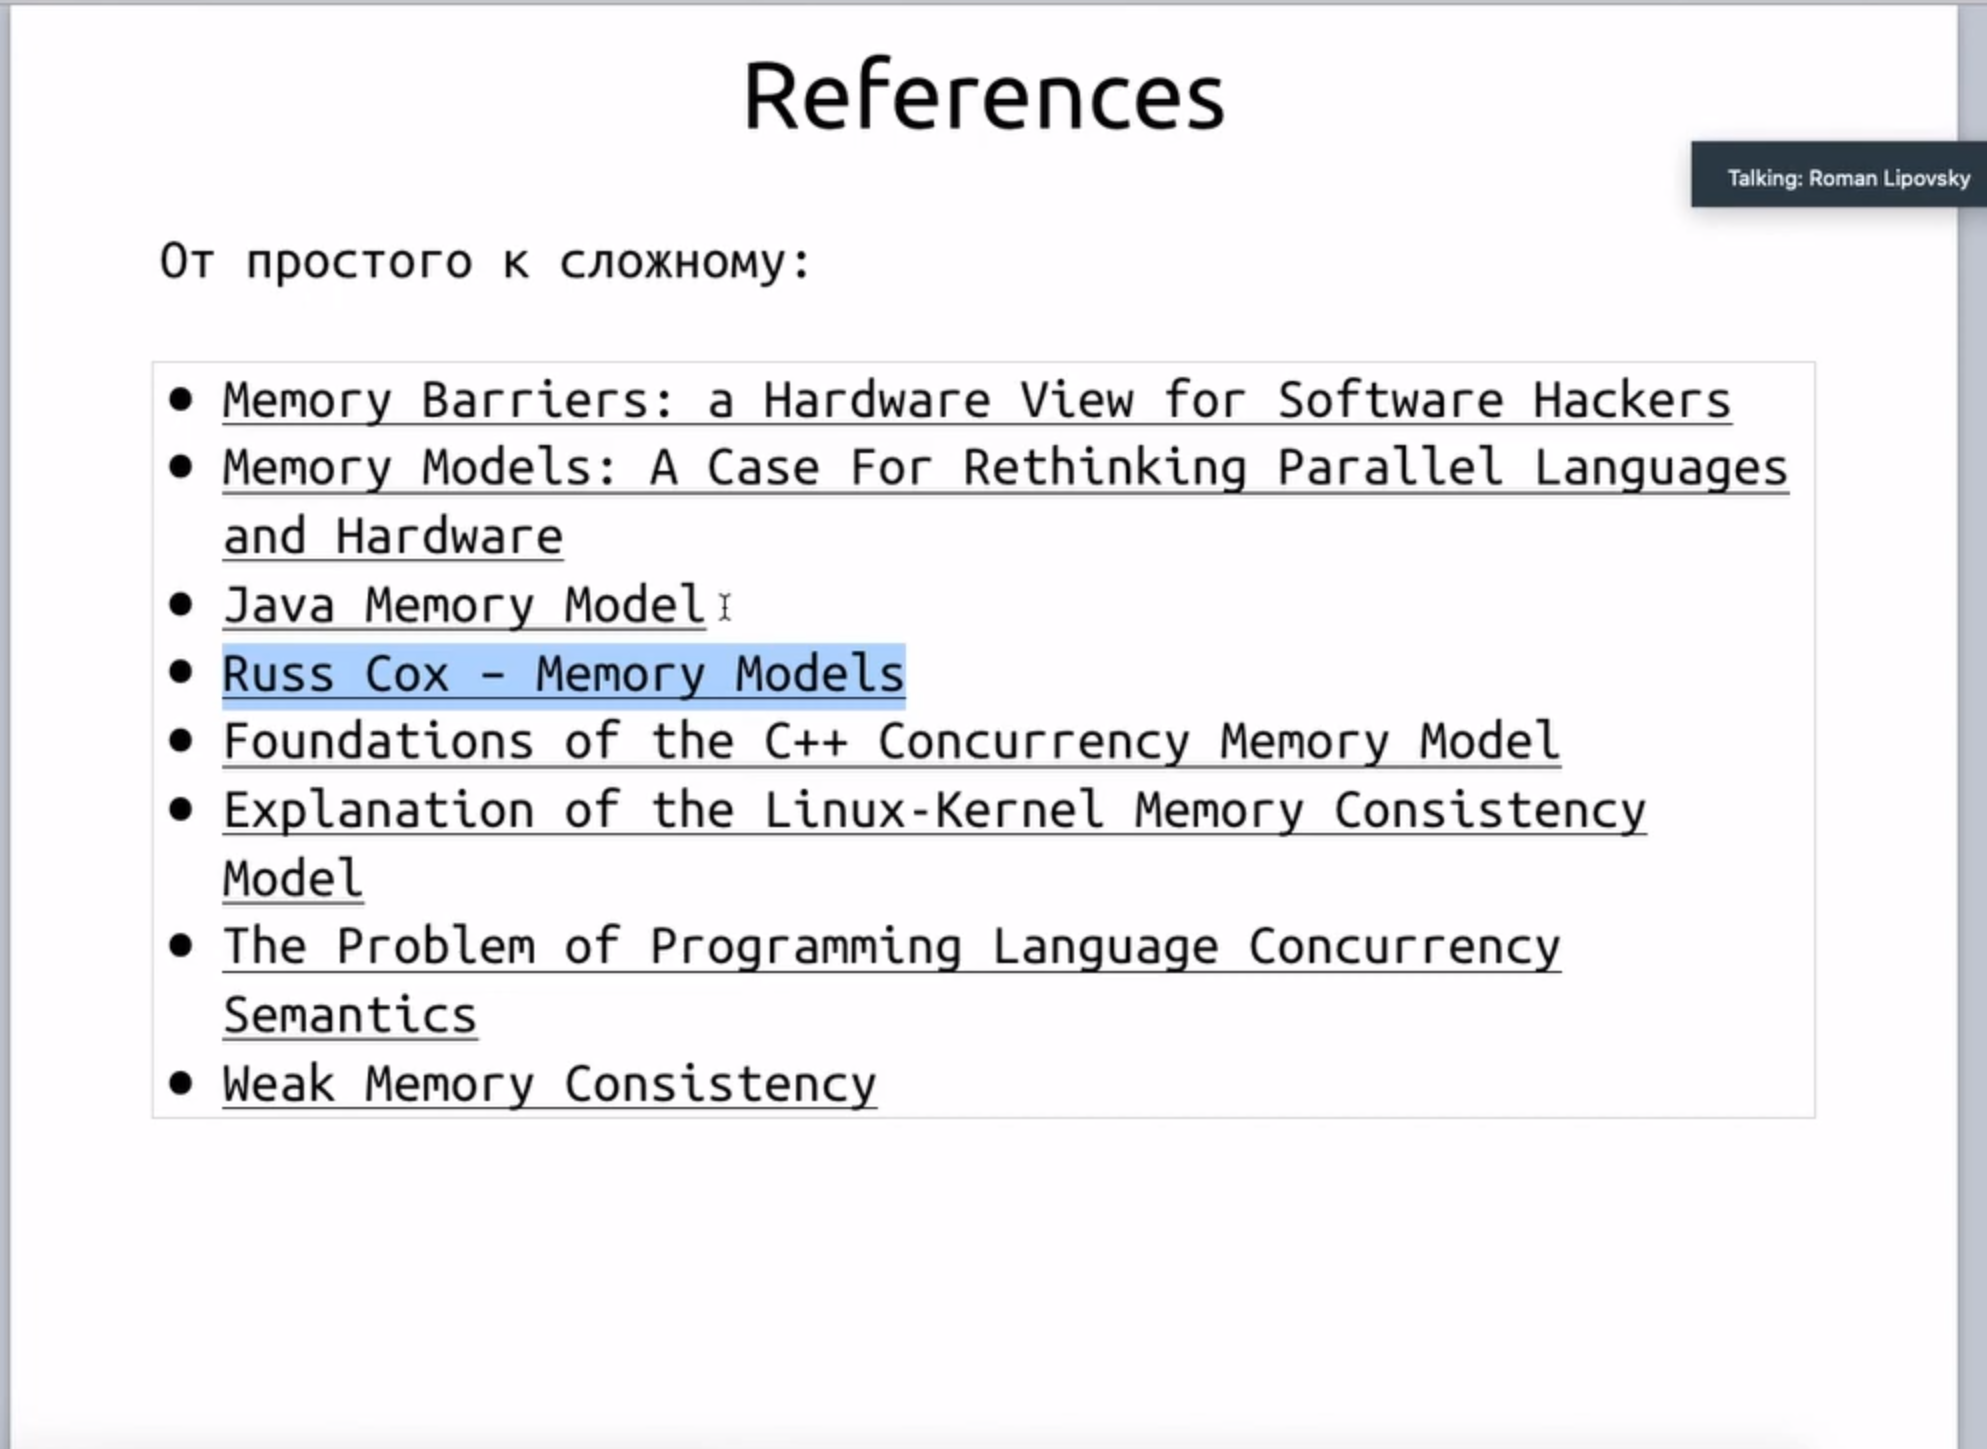 References
Talking: Roman Lipovsky
От простого к сложному:
● Memory Barriers: a Hardware View for Software Hackers
● Memory Models: A Case For Rethinking Parallel Languages
and Hardware
● Java Memory Model
● Russ Cox – Memory Models
● Foundations of the C++ Concurrency Memory Model
● Explanation of the Linux-Kernel Memory Consistency
Model
● The Problem of Programming Language Concurrency
Semantics
● Weak Memory Consistency